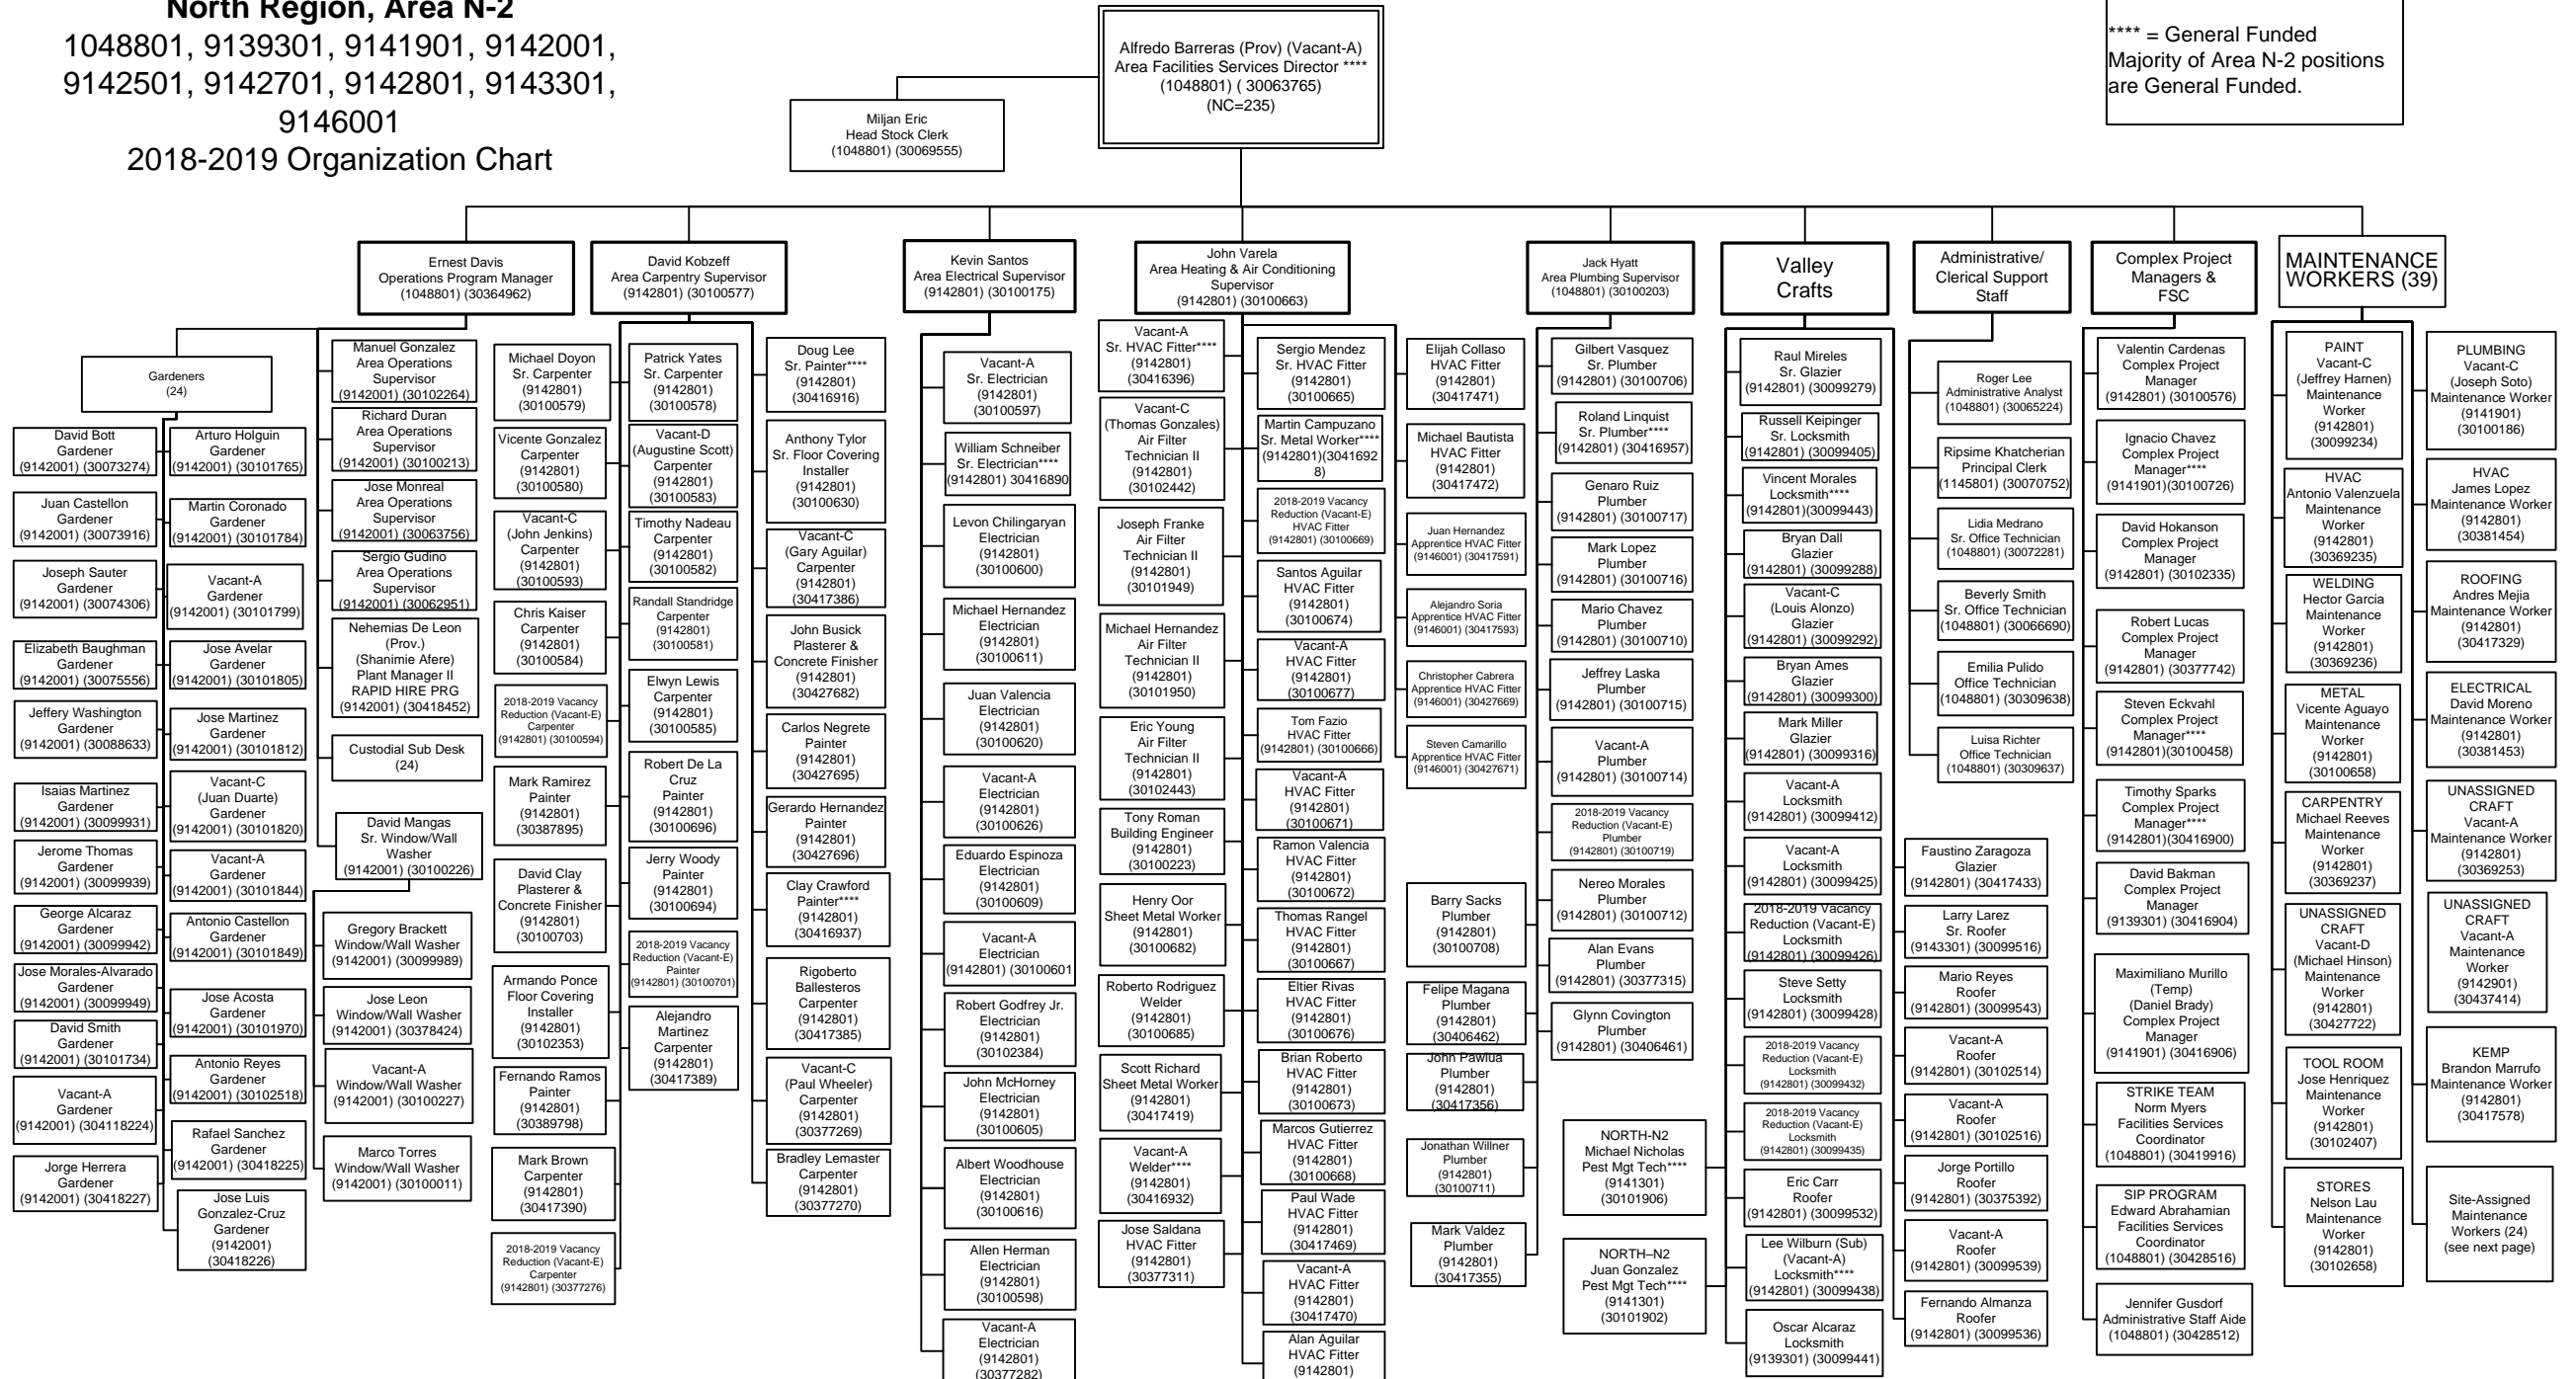 North Region, Area N-2
1048801, 9139301, 9141901, 9142001,
9142501, 9142701, 9142801, 9143301,
9146001
2018-2019 Organization Chart
Alfredo Barreras (Prov) (Vacant-A)
Area Facilities Services Director ****
(1048801) ( 30063765)
(NC=235)
**** = General Funded
Majority of Area N-2 positions
are General Funded.
Miljan Eric
Head Stock Clerk
(1048801) (30069555)
Ernest Davis
Operations Program Manager
(1048801) (30364962)
Gardeners
(24)
David Bott
Gardener
(9142001) (30073274)
Juan Castellon
Gardener
(9142001) (30073916)
Joseph Sauter
Gardener
(9142001) (30074306)
Elizabeth Baughman
Gardener
(9142001) (30075556)
Jeffery Washington
Gardener
(9142001) (30088633)
Isaias Martinez
Gardener
(9142001) (30099931)
Jerome Thomas
Gardener
(9142001) (30099939)
George Alcaraz
Gardener
(9142001) (30099942)
Jose Morales-Alvarado
Gardener
(9142001) (30099949)
David Smith
Gardener
(9142001) (30101734)
Vacant-A
Gardener
(9142001) (304118224)
Jorge Herrera
Gardener
(9142001) (30418227)
Arturo Holguin
Gardener
(9142001) (30101765)
Martin Coronado
Gardener
(9142001) (30101784)
Vacant-A
Gardener
(9142001) (30101799)
Jose Avelar
Gardener
(9142001) (30101805)
Jose Martinez
Gardener
(9142001) (30101812)
Vacant-C
(Juan Duarte)
Gardener
(9142001) (30101820)
Vacant-A
Gardener
(9142001) (30101844)
Antonio Castellon
Gardener
(9142001) (30101849)
Jose Acosta
Gardener
(9142001) (30101970)
Antonio Reyes
Gardener
(9142001) (30102518)
Rafael Sanchez
Gardener
(9142001) (30418225)
Jose Luis
Gonzalez-Cruz
Gardener
(9142001)
(30418226)
Manuel Gonzalez
Area Operations
Supervisor
(9142001) (30102264)
Richard Duran
Area Operations
Supervisor
(9142001) (30100213)
Jose Monreal
Area Operations
Supervisor
(9142001) (30063756)
Sergio Gudino
Area Operations
Supervisor
(9142001) (30062951)
Nehemias De Leon
(Prov.)
(Shanimie Afere)
Plant Manager II
RAPID HIRE PRG
(9142001) (30418452)
Custodial Sub Desk
(24)
David Mangas
Sr. Window/Wall
Washer
(9142001) (30100226)
Gregory Brackett
Window/Wall Washer
(9142001) (30099989)
Jose Leon
Window/Wall Washer
(9142001) (30378424)
Vacant-A
Window/Wall Washer
(9142001) (30100227)
Marco Torres
Window/Wall Washer
(9142001) (30100011)
David Kobzeff
Area Carpentry Supervisor
(9142801) (30100577)
Michael Doyon
Sr. Carpenter
(9142801)
(30100579)
Vicente Gonzalez
Carpenter
(9142801)
(30100580)
Vacant-C
(John Jenkins)
Carpenter
(9142801)
(30100593)
Chris Kaiser
Carpenter
(9142801)
(30100584)
2018-2019 Vacancy
Reduction (Vacant-E)
Carpenter
(9142801) (30100594)
Mark Ramirez
Painter
(9142801)
(30387895)
David Clay
Plasterer &
Concrete Finisher
(9142801)
(30100703)
Armando Ponce
Floor Covering
Installer
(9142801)
(30102353)
Fernando Ramos
Painter
(9142801)
(30389798)
Mark Brown
Carpenter
(9142801)
(30417390)
2018-2019 Vacancy
Reduction (Vacant-E)
Carpenter
(9142801) (30377276)
Patrick Yates
Sr. Carpenter
(9142801)
(30100578)
Vacant-D
(Augustine Scott)
Carpenter
(9142801)
(30100583)
Timothy Nadeau
Carpenter
(9142801)
(30100582)
Randall Standridge
Carpenter
(9142801)
(30100581)
Elwyn Lewis
Carpenter
(9142801)
(30100585)
Robert De La
Cruz
Painter
(9142801)
(30100696)
Jerry Woody
Painter
(9142801)
(30100694)
2018-2019 Vacancy
Reduction (Vacant-E)
Painter
(9142801) (30100701)
Alejandro
Martinez
Carpenter
(9142801)
(30417389)
Doug Lee
Sr. Painter****
(9142801)
(30416916)
Anthony Tylor
Sr. Floor Covering
Installer
(9142801)
(30100630)
Vacant-C
(Gary Aguilar)
Carpenter
(9142801)
(30417386)
John Busick
Plasterer &
Concrete Finisher
(9142801)
(30427682)
Carlos Negrete
Painter
(9142801)
(30427695)
Gerardo Hernandez
Painter
(9142801)
(30427696)
Clay Crawford
Painter****
(9142801)
(30416937)
Rigoberto
Ballesteros
Carpenter
(9142801)
(30417385)
Vacant-C
(Paul Wheeler)
Carpenter
(9142801)
(30377269)
Bradley Lemaster
Carpenter
(9142801)
(30377270)
Kevin Santos
Area Electrical Supervisor
(9142801) (30100175)
Vacant-A
Sr. Electrician
(9142801)
(30100597)
William Schneiber
Sr. Electrician****
(9142801) 30416890
Levon Chilingaryan
Electrician
(9142801)
(30100600)
Michael Hernandez
Electrician
(9142801)
(30100611)
Juan Valencia
Electrician
(9142801)
(30100620)
Vacant-A
Electrician
(9142801)
(30100626)
Eduardo Espinoza
Electrician
(9142801)
(30100609)
Vacant-A
Electrician
(9142801) (30100601
Robert Godfrey Jr.
Electrician
(9142801)
(30102384)
John McHorney
Electrician
(9142801)
(30100605)
Albert Woodhouse
Electrician
(9142801)
(30100616)
Allen Herman
Electrician
(9142801)
(30100598)
Vacant-A
Electrician
(9142801)
(30377282)
John Varela
Area Heating & Air Conditioning
Supervisor
(9142801) (30100663)
Vacant-A
Sr. HVAC Fitter****
(9142801)
(30416396)
Vacant-C
(Thomas Gonzales)
Air Filter
Technician II
(9142801)
(30102442)
Joseph Franke
Air Filter
Technician II
(9142801)
(30101949)
Michael Hernandez
Air Filter
Technician II
(9142801)
(30101950)
Eric Young
Air Filter
Technician II
(9142801)
(30102443)
Tony Roman
Building Engineer
(9142801)
(30100223)
Henry Oor
Sheet Metal Worker
(9142801)
(30100682)
Roberto Rodriguez
Welder
(9142801)
(30100685)
Scott Richard
Sheet Metal Worker
(9142801)
(30417419)
Vacant-A
Welder****
(9142801)
(30416932)
Jose Saldana
HVAC Fitter
(9142801)
(30377311)
Sergio Mendez
Sr. HVAC Fitter
(9142801)
(30100665)
Martin Campuzano
Sr. Metal Worker****
(9142801)(3041692
8)
2018-2019 Vacancy
Reduction (Vacant-E)
HVAC Fitter
(9142801) (30100669)
Santos Aguilar
HVAC Fitter
(9142801)
(30100674)
Vacant-A
HVAC Fitter
(9142801)
(30100677)
Tom Fazio
HVAC Fitter
(9142801) (30100666)
Vacant-A
HVAC Fitter
(9142801)
(30100671)
Ramon Valencia
HVAC Fitter
(9142801)
(30100672)
Thomas Rangel
HVAC Fitter
(9142801)
(30100667)
Eltier Rivas
HVAC Fitter
(9142801)
(30100676)
Brian Roberto
HVAC Fitter
(9142801)
(30100673)
Marcos Gutierrez
HVAC Fitter
(9142801)
(30100668)
Paul Wade
HVAC Fitter
(9142801)
(30417469)
Vacant-A
HVAC Fitter
(9142801)
(30417470)
Alan Aguilar
HVAC Fitter
(9142801)
Elijah Collaso
HVAC Fitter
(9142801)
(30417471)
Michael Bautista
HVAC Fitter
(9142801)
(30417472)
Juan Hernandez
Apprentice HVAC Fitter
(9146001) (30417591)
Alejandro Soria
Apprentice HVAC Fitter
(9146001) (30417593)
Christopher Cabrera
Apprentice HVAC Fitter
(9146001) (30427669)
Steven Camarillo
Apprentice HVAC Fitter
(9146001) (30427671)
Jack Hyatt
Area Plumbing Supervisor
(1048801) (30100203)
Barry Sacks
Plumber
(9142801)
(30100708)
Felipe Magana
Plumber
(9142801)
(30406462)
John Pawlua
Plumber
(9142801)
(30417356)
Jonathan Willner
Plumber
(9142801)
(30100711)
Mark Valdez
Plumber
(9142801)
(30417355)
Gilbert Vasquez
Sr. Plumber
(9142801) (30100706)
Roland Linquist
Sr. Plumber****
(9142801) (30416957)
Genaro Ruiz
Plumber
(9142801) (30100717)
Mark Lopez
Plumber
(9142801) (30100716)
Mario Chavez
Plumber
(9142801) (30100710)
Jeffrey Laska
Plumber
(9142801) (30100715)
Vacant-A
Plumber
(9142801) (30100714)
2018-2019 Vacancy
Reduction (Vacant-E)
Plumber
(9142801) (30100719)
Nereo Morales
Plumber
(9142801) (30100712)
Alan Evans
Plumber
(9142801) (30377315)
Glynn Covington
Plumber
(9142801) (30406461)
NORTH-N2
Michael Nicholas
Pest Mgt Tech****
(9141301)
(30101906)
NORTH–N2
Juan Gonzalez
Pest Mgt Tech****
(9141301)
(30101902)
Valley
Crafts
Raul Mireles
Sr. Glazier
(9142801) (30099279)
Russell Keipinger
Sr. Locksmith
(9142801) (30099405)
Vincent Morales
Locksmith****
(9142801)(30099443)
Bryan Dall
Glazier
(9142801) (30099288)
Vacant-C
(Louis Alonzo)
Glazier
(9142801) (30099292)
Bryan Ames
Glazier
(9142801) (30099300)
Mark Miller
Glazier
(9142801) (30099316)
Vacant-A
Locksmith
(9142801) (30099412)
Vacant-A
Locksmith
(9142801) (30099425)
2018-2019 Vacancy
Reduction (Vacant-E)
Locksmith
(9142801) (30099426)
Steve Setty
Locksmith
(9142801) (30099428)
2018-2019 Vacancy
Reduction (Vacant-E)
Locksmith
(9142801) (30099432)
2018-2019 Vacancy
Reduction (Vacant-E)
Locksmith
(9142801) (30099435)
Eric Carr
Roofer
(9142801) (30099532)
Lee Wilburn (Sub)
(Vacant-A)
Locksmith****
(9142801) (30099438)
Oscar Alcaraz
Locksmith
(9139301) (30099441)
Faustino Zaragoza
Glazier
(9142801) (30417433)
Larry Larez
Sr. Roofer
(9143301) (30099516)
Mario Reyes
Roofer
(9142801) (30099543)
Vacant-A
Roofer
(9142801) (30102514)
Vacant-A
Roofer
(9142801) (30102516)
Jorge Portillo
Roofer
(9142801) (30375392)
Vacant-A
Roofer
(9142801) (30099539)
Fernando Almanza
Roofer
(9142801) (30099536)
Administrative/
Clerical Support
Staff
Roger Lee
Administrative Analyst
(1048801) (30065224)
Ripsime Khatcherian
Principal Clerk
(1145801) (30070752)
Lidia Medrano
Sr. Office Technician
(1048801) (30072281)
Beverly Smith
Sr. Office Technician
(1048801) (30066690)
Emilia Pulido
Office Technician
(1048801) (30309638)
Luisa Richter
Office Technician
(1048801) (30309637)
Complex Project
Managers &
FSC
Valentin Cardenas
Complex Project
Manager
(9142801) (30100576)
Ignacio Chavez
Complex Project
Manager****
(9141901)(30100726)
David Hokanson
Complex Project
Manager
(9142801) (30102335)
Robert Lucas
Complex Project
Manager
(9142801) (30377742)
Steven Eckvahl
Complex Project
Manager****
(9142801)(30100458)
Timothy Sparks
Complex Project
Manager****
(9142801)(30416900)
David Bakman
Complex Project
Manager
(9139301) (30416904)
Maximiliano Murillo
(Temp)
(Daniel Brady)
Complex Project
Manager
(9141901) (30416906)
STRIKE TEAM
Norm Myers
Facilities Services
Coordinator
(1048801) (30419916)
SIP PROGRAM
Edward Abrahamian
Facilities Services
Coordinator
(1048801) (30428516)
Jennifer Gusdorf
Administrative Staff Aide
(1048801) (30428512)
MAINTENANCE
WORKERS (39)
PAINT
Vacant-C
(Jeffrey Harnen)
Maintenance
Worker
(9142801)
(30099234)
HVAC
Antonio Valenzuela
Maintenance
Worker
(9142801)
(30369235)
WELDING
Hector Garcia
Maintenance
Worker
(9142801)
(30369236)
METAL
Vicente Aguayo
Maintenance
Worker
(9142801)
(30100658)
CARPENTRY
Michael Reeves
Maintenance
Worker
(9142801)
(30369237)
UNASSIGNED
CRAFT
Vacant-D
(Michael Hinson)
Maintenance
Worker
(9142801)
(30427722)
TOOL ROOM
Jose Henriquez
Maintenance
Worker
(9142801)
(30102407)
STORES
Nelson Lau
Maintenance
Worker
(9142801)
(30102658)
PLUMBING
Vacant-C
(Joseph Soto)
Maintenance Worker
(9141901)
(30100186)
HVAC
James Lopez
Maintenance Worker
(9142801)
(30381454)
ROOFING
Andres Mejia
Maintenance Worker
(9142801)
(30417329)
ELECTRICAL
David Moreno
Maintenance Worker
(9142801)
(30381453)
UNASSIGNED
CRAFT
Vacant-A
Maintenance Worker
(9142801)
(30369253)
UNASSIGNED
CRAFT
Vacant-A
Maintenance
Worker
(9142901)
(30437414)
KEMP
Brandon Marrufo
Maintenance Worker
(9142801)
(30417578)
Site-Assigned
Maintenance
Workers (24)
(see next page)